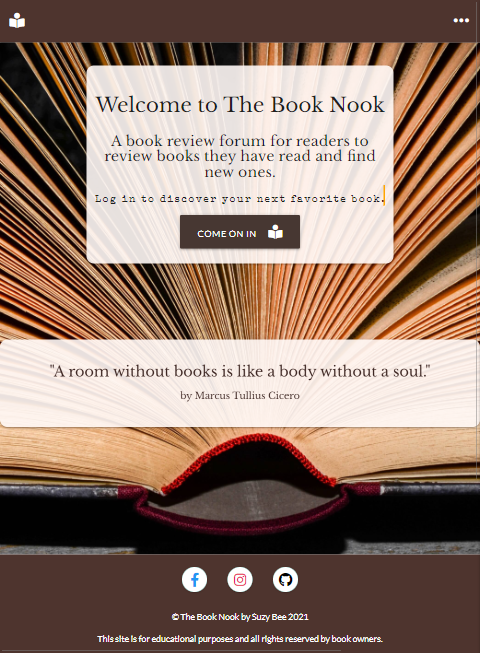 Welcome to The Book Nook
A book review forum for readers to
review books they have read and find
new ones.
Log in to discover your next favorite book.
COME ON IN
"A room without books is like a body without a soul."
by Marcus Tullius Cicero
© The Book Nook by Suzy Bee 2021
This site is for educational purposes and all rights reserved by book owners.